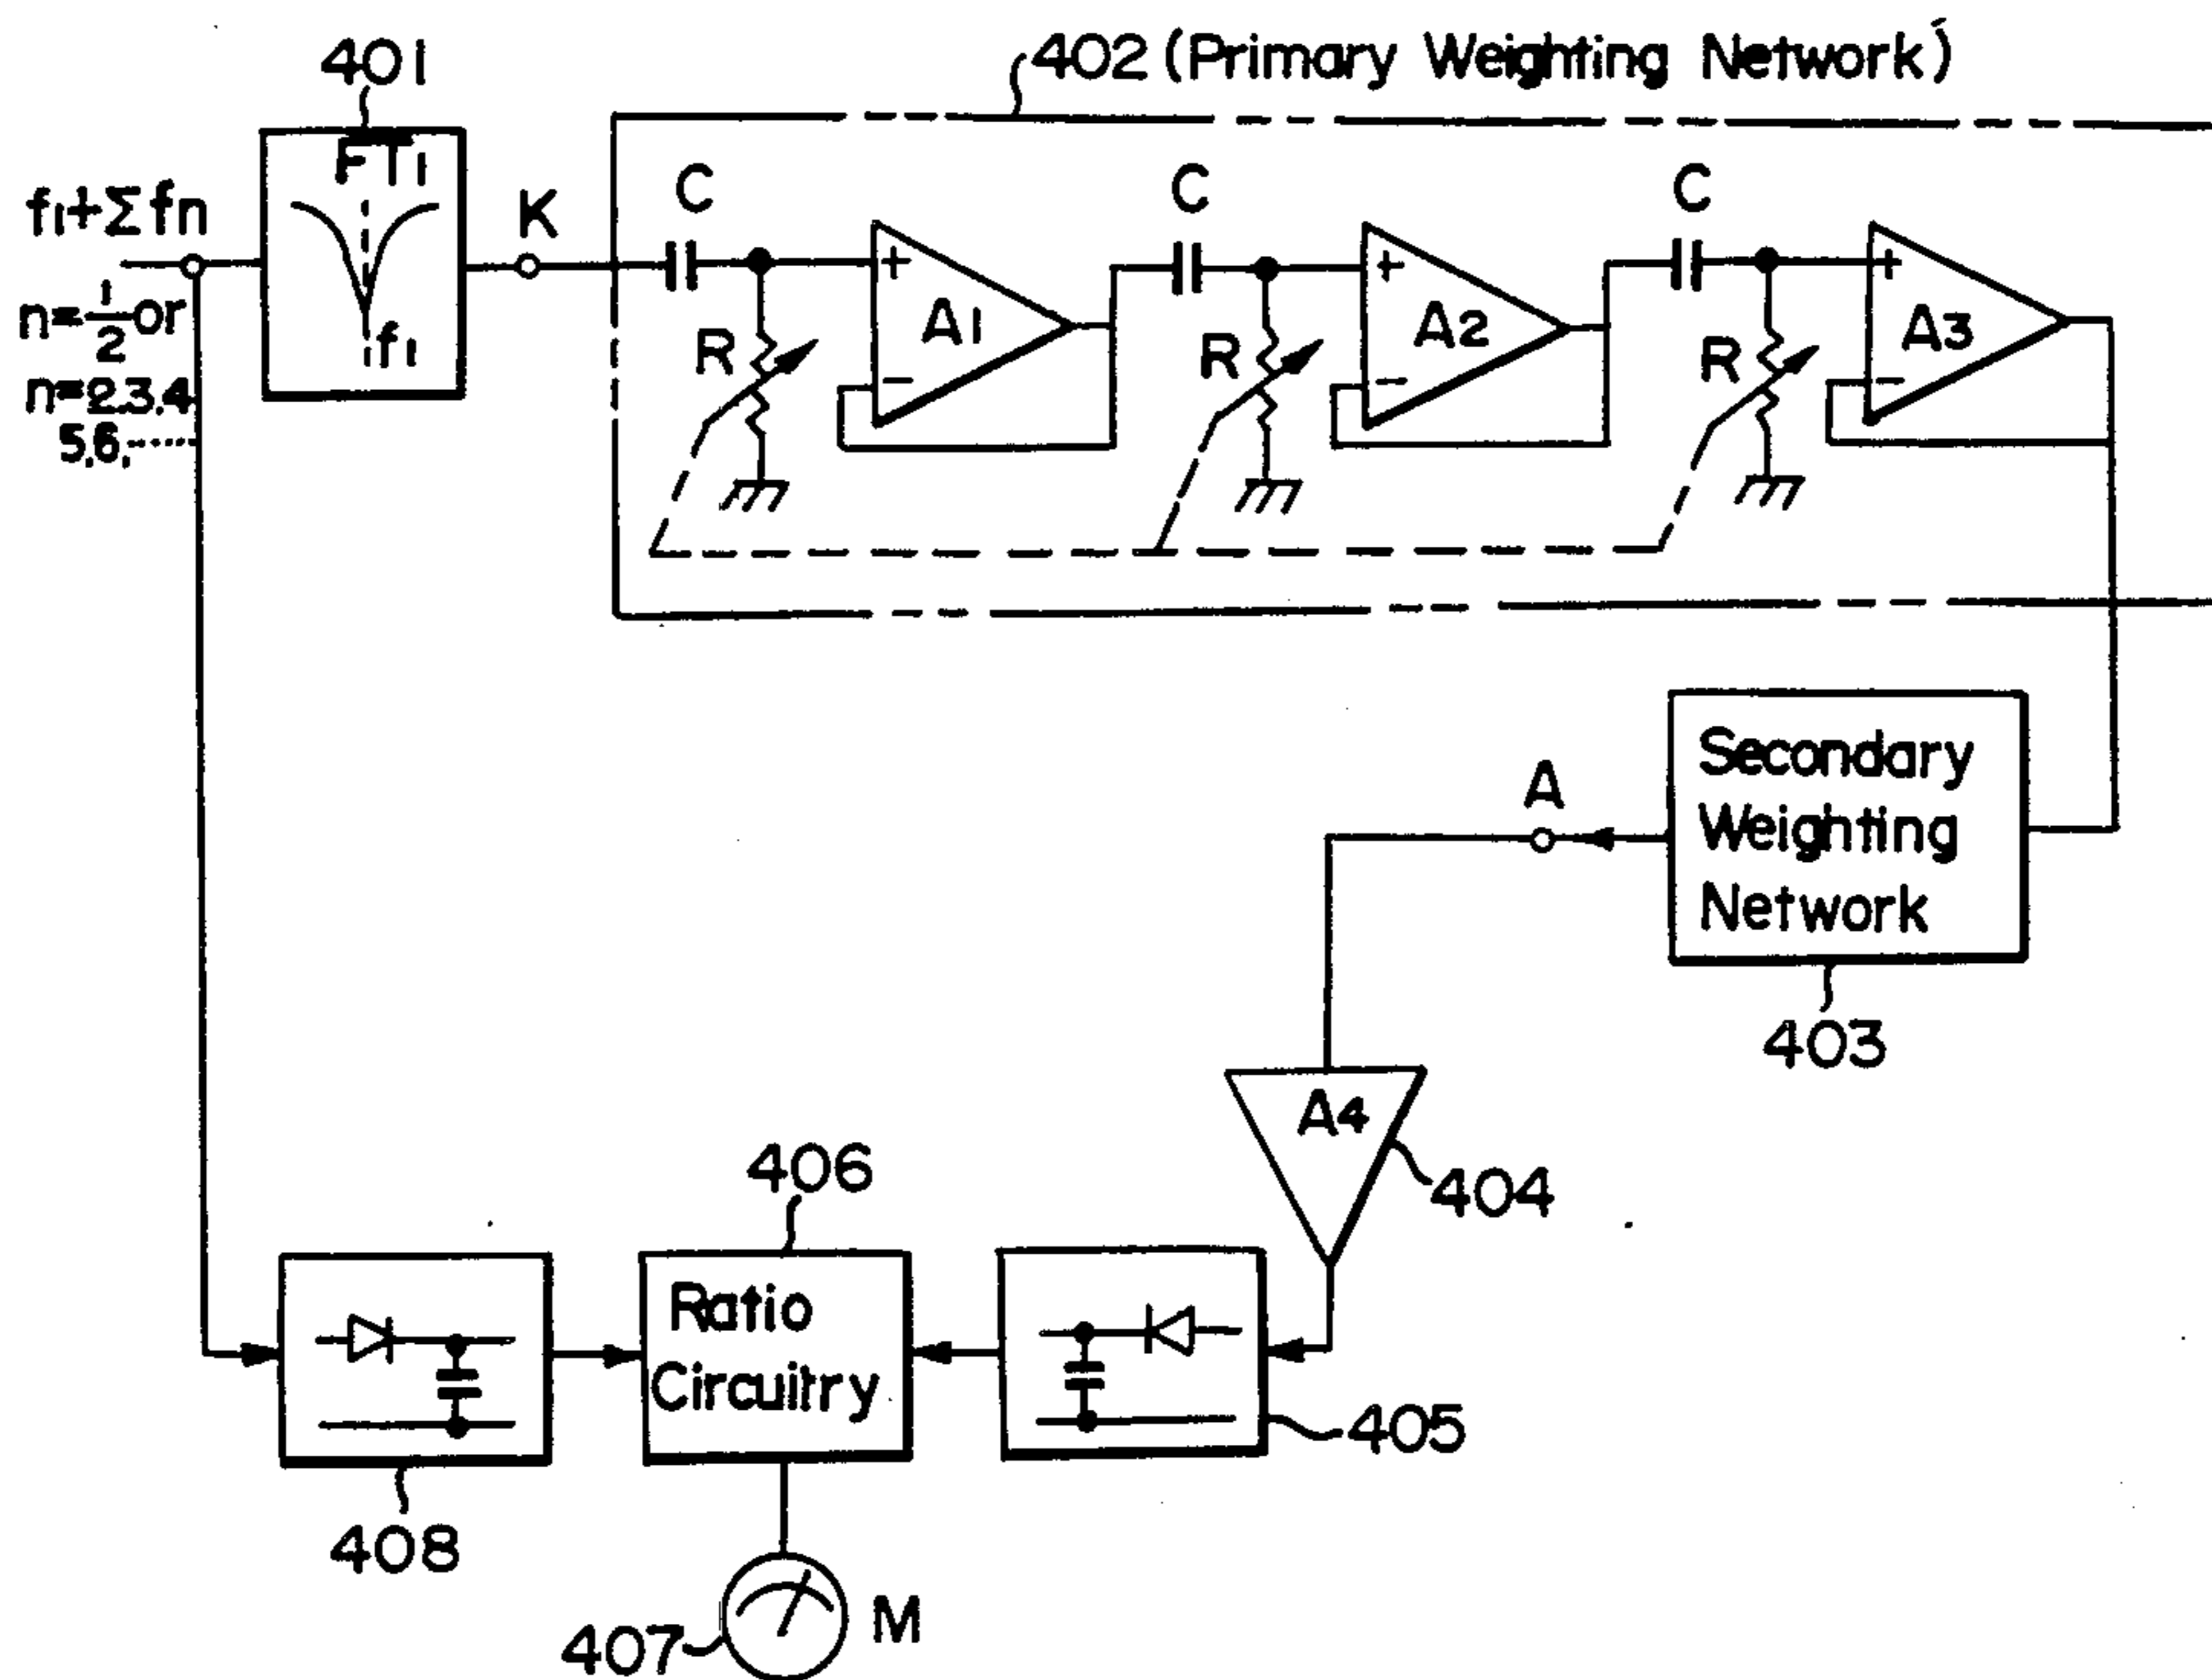 401
402 (Primary Weighting Network)
FT1
f1
f1+Σfn
n=1/2 or
n=2.3.4.
5.6.......
K
C
R
+
A1
-
C
R
+
A2
-
C
R
+
A3
-
Secondary
Weighting
Network
403
A
A4
404
405
406
Ratio
Circuitry
408
407
M